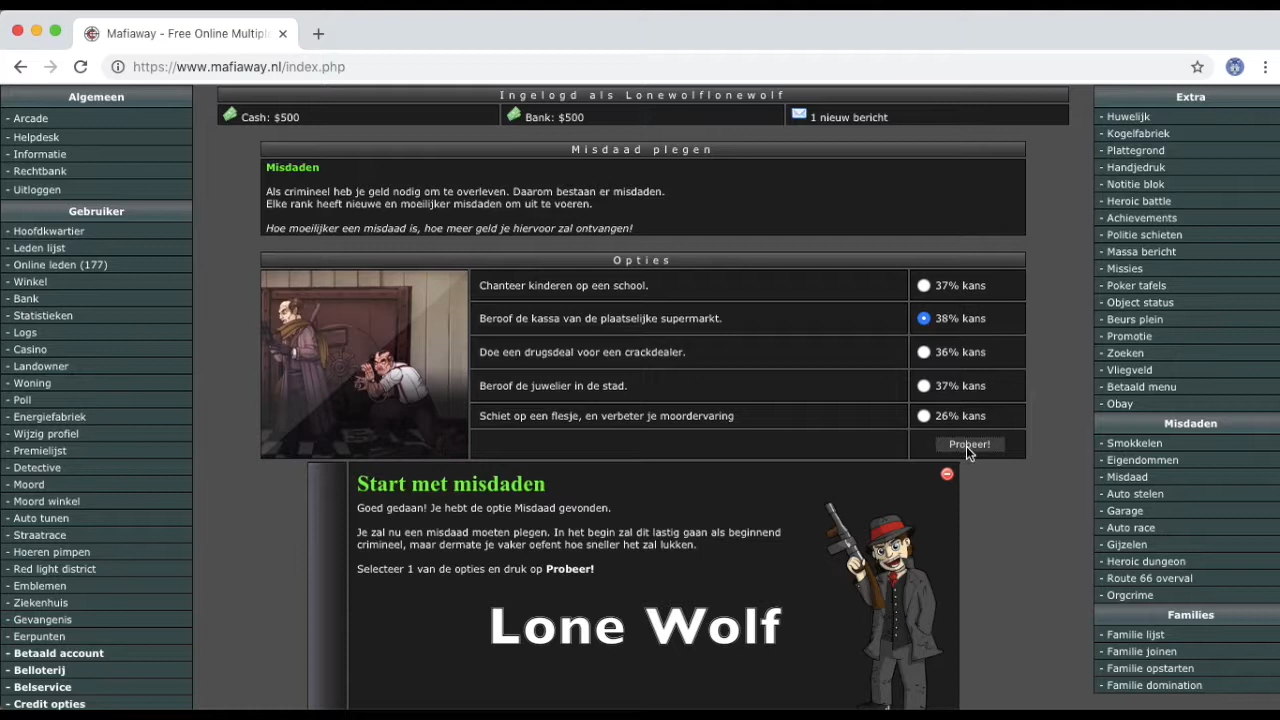 Mafiaway - Free Online Multipl
https://www.mafiaway.nl/index.php
Algemeen
- Arcade
- Helpdesk
- Informatie
- Rechtbank
- Uitloggen
Gebruiker
- Hoofdkwartier
- Leden lijst
- Online leden (177)
- Winkel
- Bank
- Statistieken
- Logs
- Casino
- Landowner
- Woning
- Poll
- Energiefabriek
- Wijzig profiel
- Premielijst
- Detective
- Moord
- Moord winkel
- Auto tunen
- Straatrace
- Hoeren pimpen
- Red light district
- Emblemen
- Ziekenhuis
- Gevangenis
- Eerpunten
- Betaald account
- Belloterij
- Belservice
- Credit opties
Ingelogd als Lonewolflonewolf
Cash: $500
Bank: $500
1 nieuw bericht
Misdaad plegen
Misdaden
Als crimineel heb je geld nodig om te overleven. Daarom bestaan er misdaden.
Elke rank heeft nieuwe en moeilijker misdaden om uit te voeren.
Hoe moeilijker een misdaad is, hoe meer geld je hiervoor zal ontvangen!
Opties
Chanteer kinderen op een school. 37% kans
Beroof de kassa van de plaatselijke supermarkt. 38% kans
Doe een drugsdeal voor een crackdealer. 36% kans
Beroof de juwelier in de stad. 37% kans
Schiet op een flesje, en verbeter je moordervaring 26% kans
Probeer!
Start met misdaden
Goed gedaan! Je hebt de optie Misdaad gevonden.
Je zal nu een misdaad moeten plegen. In het begin zal dit lastig gaan als beginnend
crimineel, maar dermate je vaker oefent hoe sneller het zal lukken.
Selecteer 1 van de opties en druk op Probeer!
Lone Wolf
Extra
- Huwelijk
- Kogelfabriek
- Plattegrond
- Handjedruk
- Notitie blok
- Heroic battle
- Achievements
- Politie schieten
- Massa bericht
- Missies
- Poker tafels
- Object status
- Beurs plein
- Promotie
- Zoeken
- Vliegveld
- Betaald menu
- Obay
Misdaden
- Smokkelen
- Eigendommen
- Misdaad
- Auto stelen
- Garage
- Auto race
- Gijzelen
- Heroic dungeon
- Route 66 overval
- Orgcrime
Families
- Familie lijst
- Familie joinen
- Familie opstarten
- Familie domination